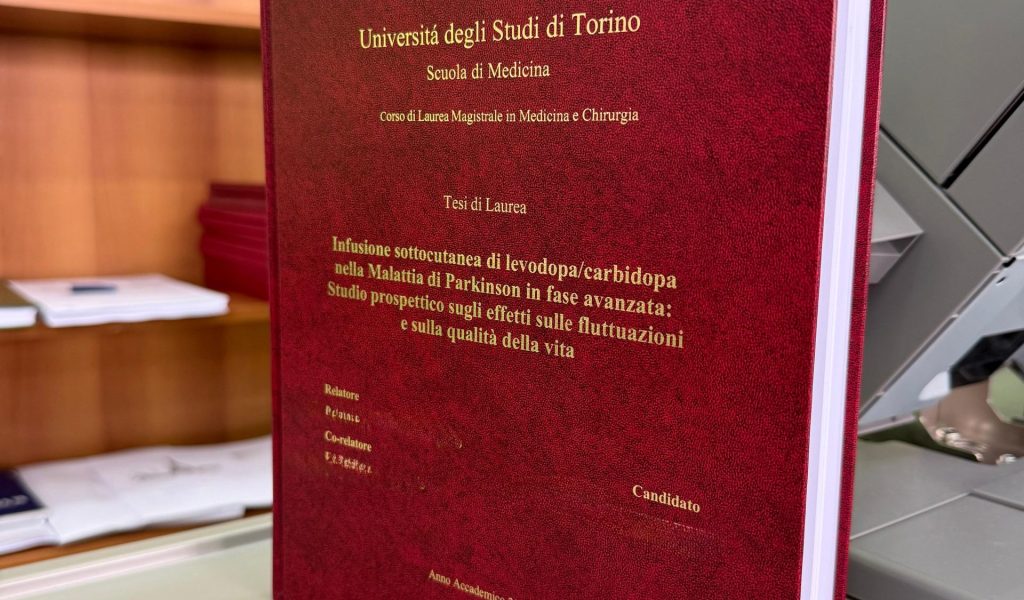 Universitá degli Studi di Torino
Scuola di Medicina
Corso di Laurea Magistrale in Medicina e Chirurgia
Tesi di Laurea
Infusione sottocutanea di levodopa/carbidopa
nella Malattia di Parkinson in fase avanzata:
Studio prospettico sugli effetti sulle fluttuazioni
e sulla qualità della vita
Relatore
Co-relatore
Candidato
Anno Accademico